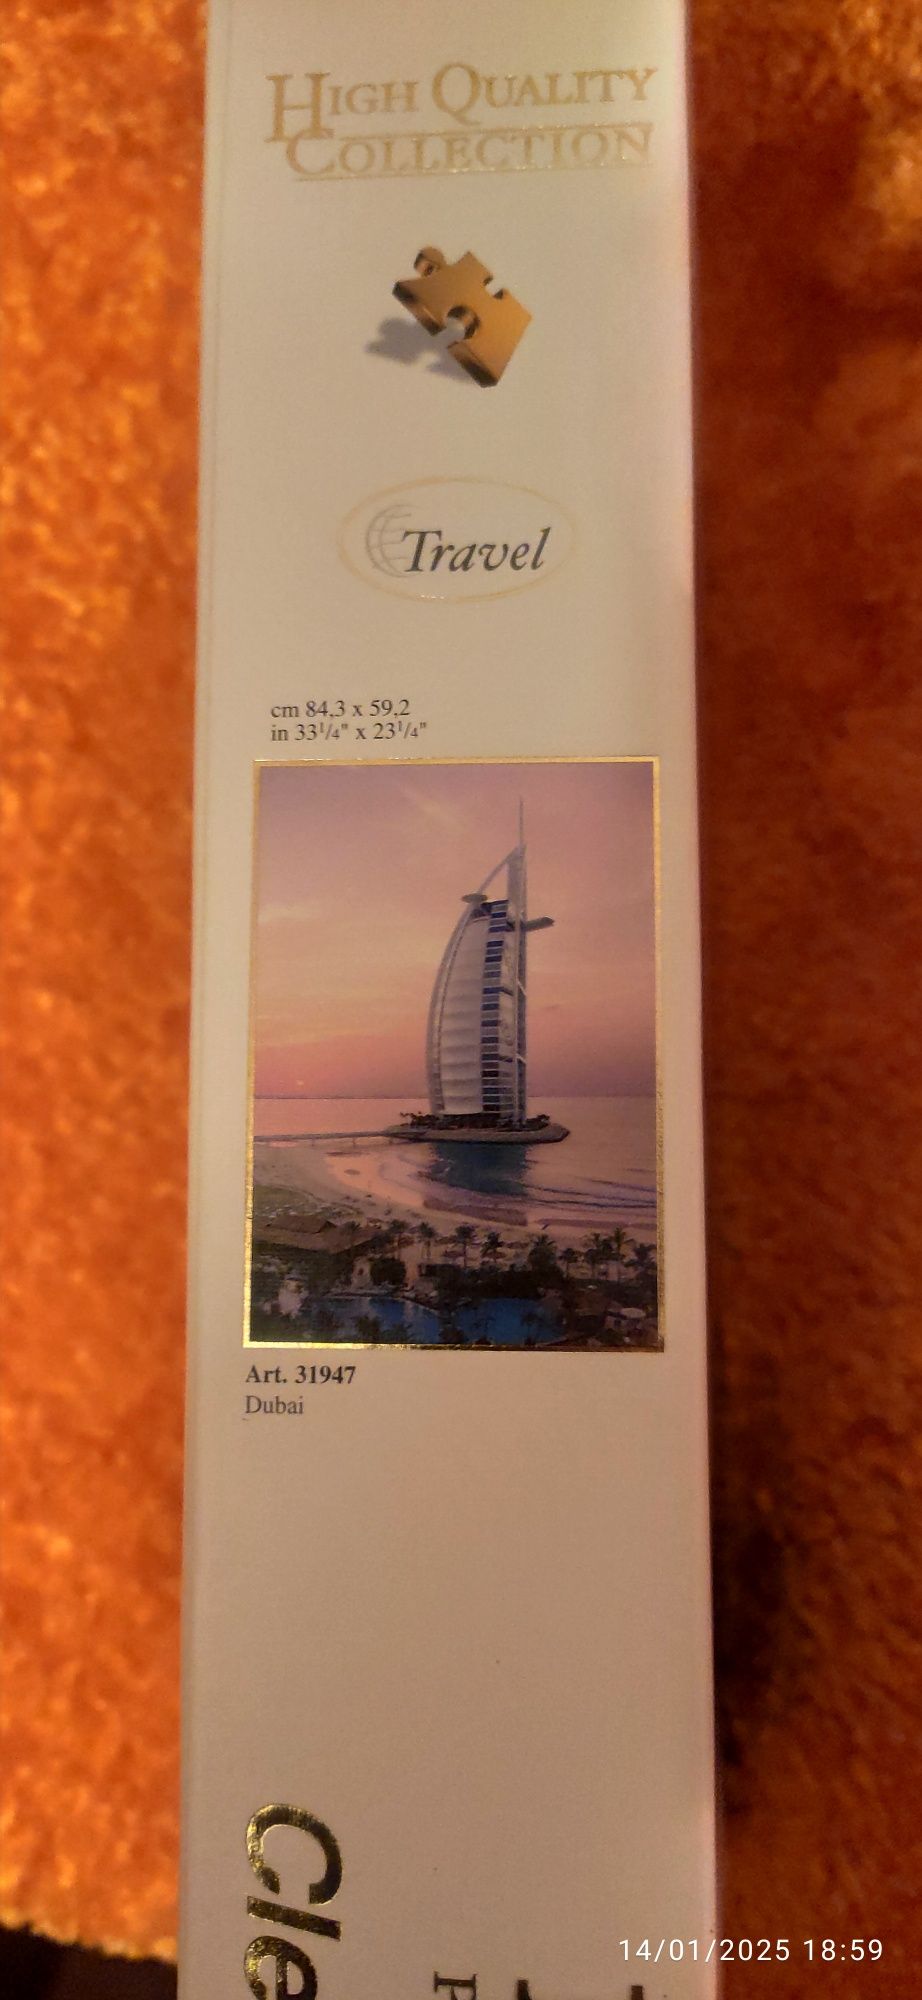 HIGH QUALITY
COLLECTION
Travel
cm 84,3 x 59,2
in 33¹/₄" x 23¹/₄"
Art. 31947
Dubai
Cle
P
14/01/2025 18:59